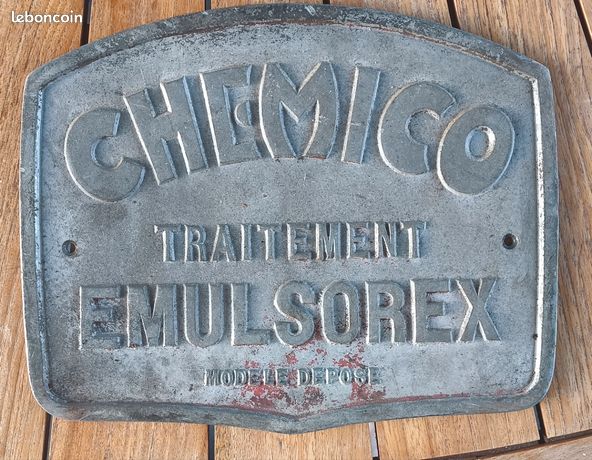 leboncoin
CHEMICO
TRAITEMENT
EMULSOREX
MODELE DEPOSE